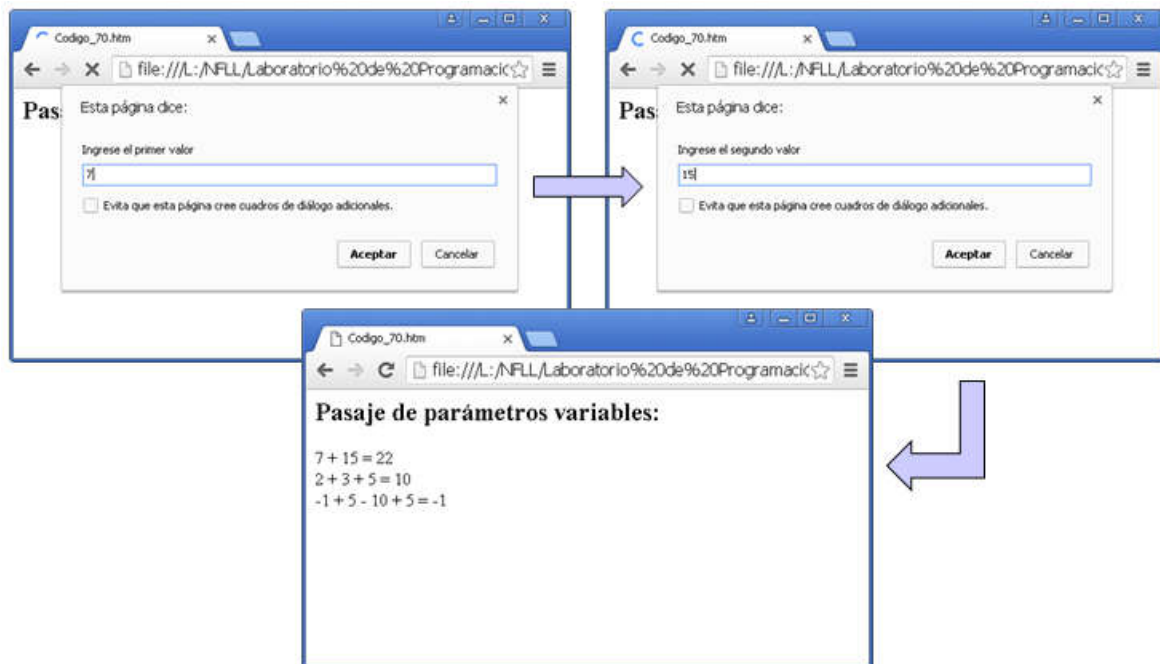 Codigo_70.htm
file:///L:/NFLL/Laboratorio%20de%20Programacic
Pas
Esta página dice:
Ingrese el primer valor
7
Evita que esta página cree cuadros de diálogo adicionales.
Aceptar Cancelar
Codigo_70.htm
file:///L:/NFLL/Laboratorio%20de%20Programacic
Pas
Esta página dice:
Ingrese el segundo valor
15
Evita que esta página cree cuadros de diálogo adicionales.
Aceptar Cancelar
Codigo_70.htm
file:///L:/NFLL/Laboratorio%20de%20Programacic
Pasaje de parámetros variables:
7 + 15 = 22
2 + 3 + 5 = 10
-1 + 5 - 10 + 5 = -1